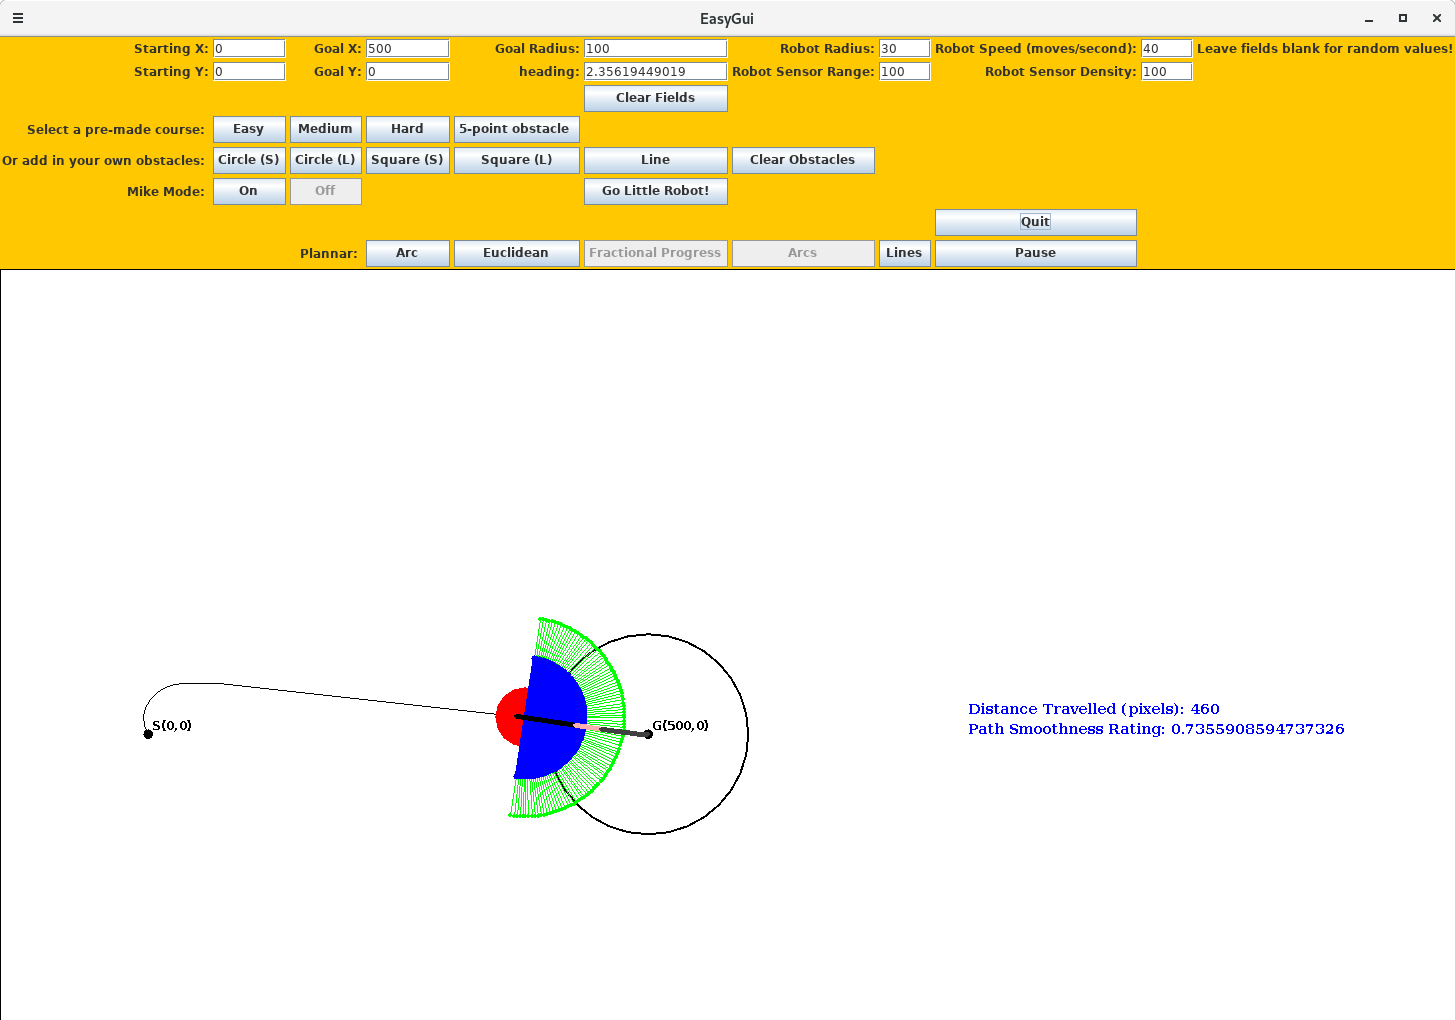 EasyGui
Starting X: 0 Goal X: 500 Goal Radius: 100 Robot Radius: 30 Robot Speed (moves/second): 40 Leave fields blank for random values!
Starting Y: 0 Goal Y: 0 heading: 2.35619449019 Robot Sensor Range: 100 Robot Sensor Density: 100
Clear Fields
Select a pre-made course: Easy Medium Hard 5-point obstacle
Or add in your own obstacles: Circle (S) Circle (L) Square (S) Square (L) Line Clear Obstacles
Mike Mode: On Off Go Little Robot!
Quit
Plannar: Arc Euclidean Fractional Progress Arcs Lines Pause
S(0,0) G(500,0)
Distance Travelled (pixels): 460
Path Smoothness Rating: 0.7355908594737326